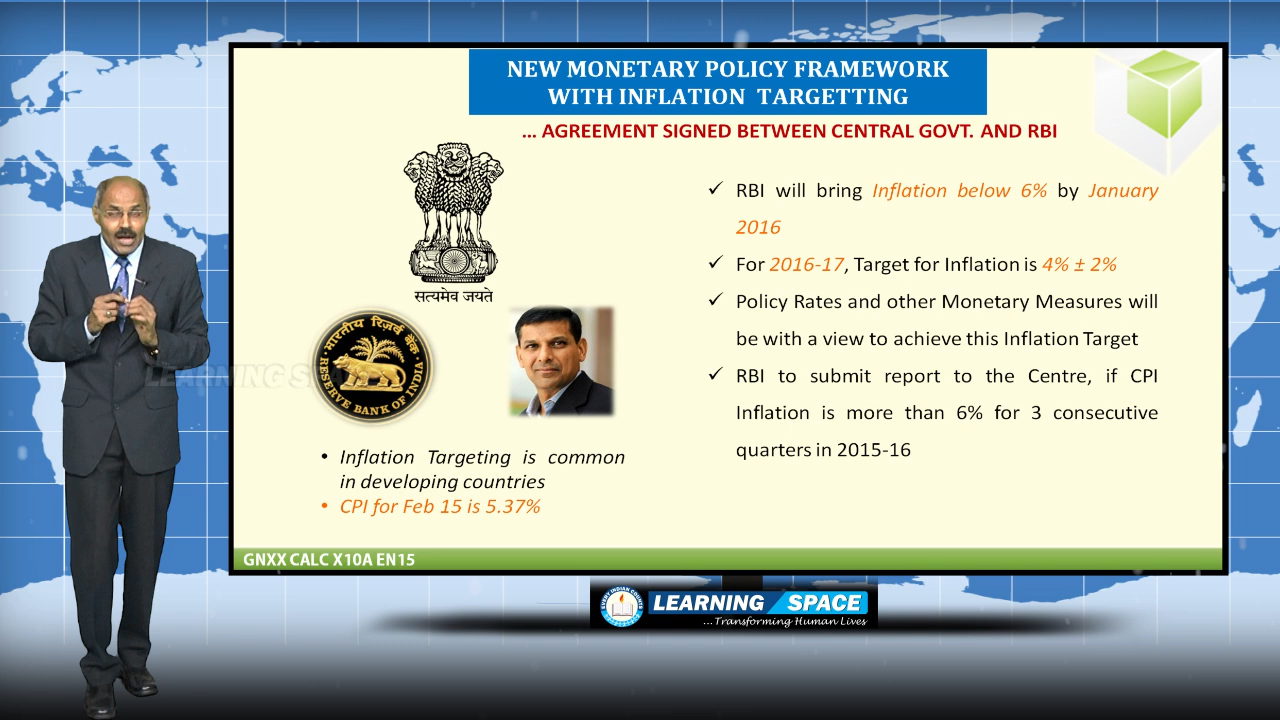 NEW MONETARY POLICY FRAMEWORK
WITH INFLATION TARGETTING
... AGREEMENT SIGNED BETWEEN CENTRAL GOVT. AND RBI
सत्यमेव जयते
भारतीय रिज़र्व बैंक
RESERVE BANK OF INDIA
• Inflation Targeting is common
in developing countries
• CPI for Feb 15 is 5.37%
✓ RBI will bring Inflation below 6% by January
2016
✓ For 2016-17, Target for Inflation is 4% ± 2%
✓ Policy Rates and other Monetary Measures will
be with a view to achieve this Inflation Target
✓ RBI to submit report to the Centre, if CPI
Inflation is more than 6% for 3 consecutive
quarters in 2015-16
GNXX CALC X10A EN15
LEARNING SPACE
...Transforming Human Lives